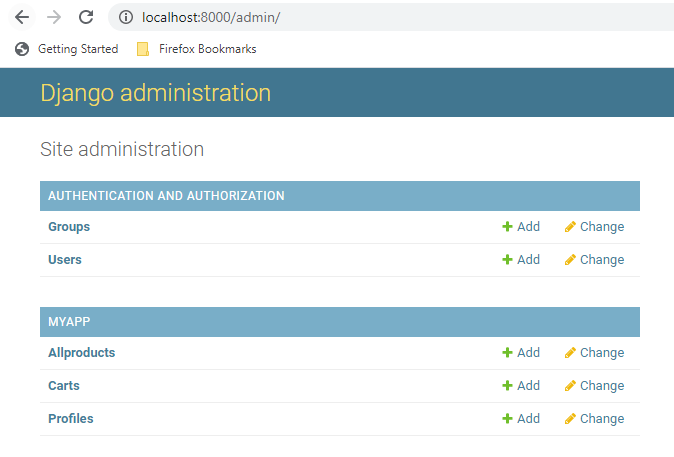 localhost:8000/admin/
Getting Started Firefox Bookmarks
Django administration
Site administration
AUTHENTICATION AND AUTHORIZATION
Groups Add Change
Users Add Change
MYAPP
Allproducts Add Change
Carts Add Change
Profiles Add Change